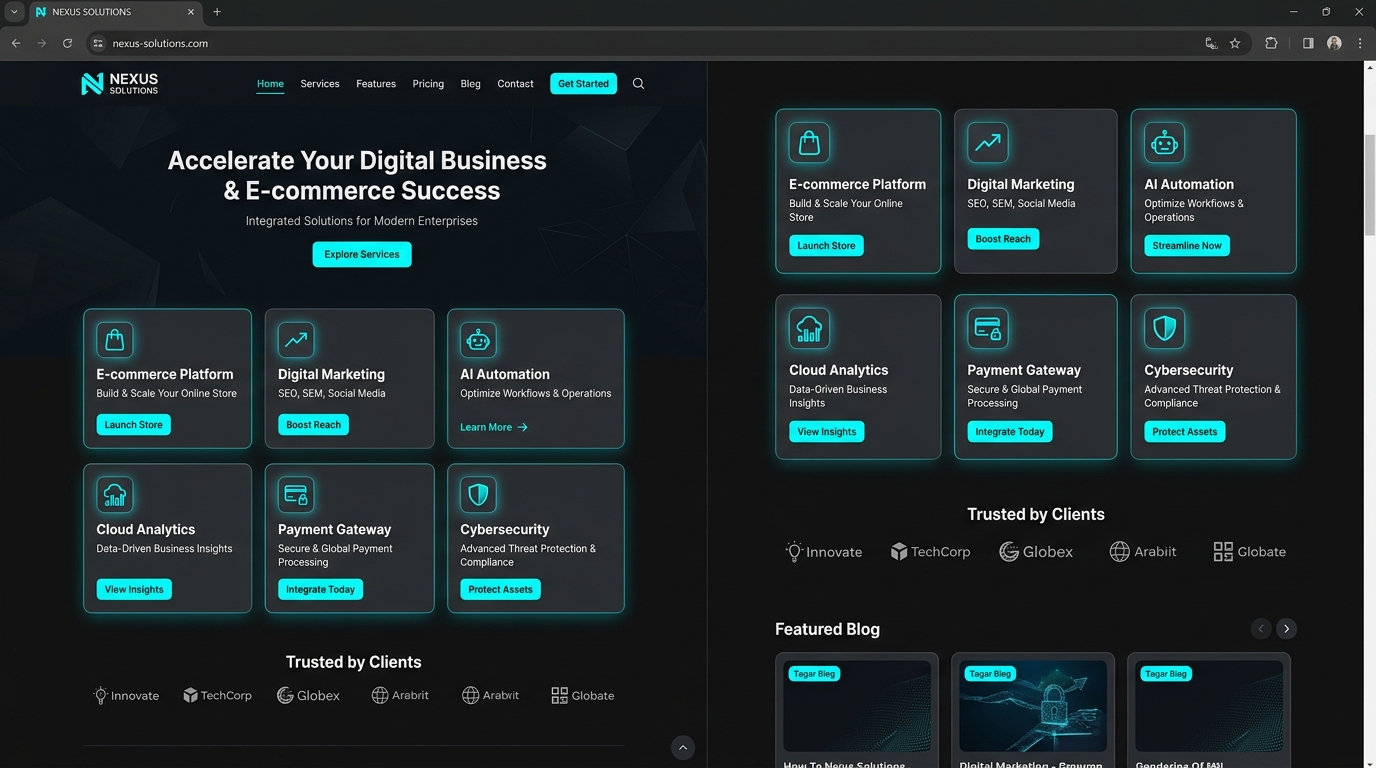 NEXUS SOLUTIONS
nexus-solutions.com
NEXUS
SOLUTIONS
Home Services Features Pricing Blog Contact Get Started
Accelerate Your Digital Business
& E-commerce Success
Integrated Solutions for Modern Enterprises
Explore Services
E-commerce Platform
Build & Scale Your Online Store
Launch Store
Digital Marketing
SEO, SEM, Social Media
Boost Reach
AI Automation
Optimize Workflows & Operations
Learn More →
Cloud Analytics
Data-Driven Business Insights
View Insights
Payment Gateway
Secure & Global Payment
Processing
Integrate Today
Cybersecurity
Advanced Threat Protection &
Compliance
Protect Assets
Trusted by Clients
Innovate TechCorp Globex Arabrit Arabrit Globate
E-commerce Platform
Build & Scale Your Online
Store
Launch Store
Digital Marketing
SEO, SEM, Social Media
Boost Reach
AI Automation
Optimize Workflows &
Operations
Streamline Now
Cloud Analytics
Data-Driven Business
Insights
View Insights
Payment Gateway
Secure & Global Payment
Processing
Integrate Today
Cybersecurity
Advanced Threat Protection &
Compliance
Protect Assets
Trusted by Clients
Innovate TechCorp Globex Arabiit Globate
Featured Blog
Tagar Bleg
Tagar Bleg
Tagar Bleg
How To Nexus Solutions
Digital Marketing -